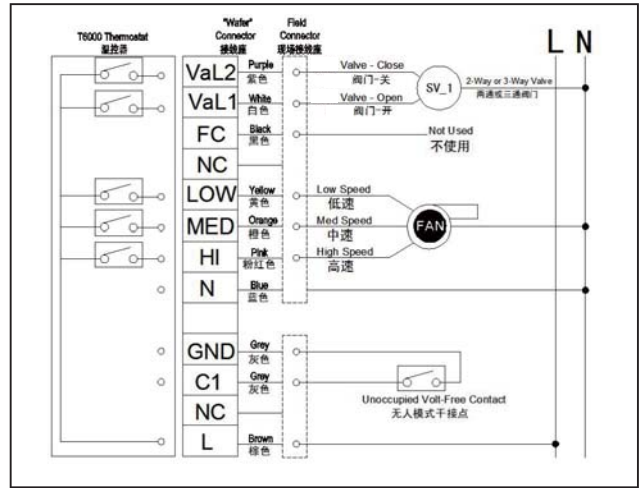 T6000 Thermostat
温控器
"Wafer" Connector
接线座
Field Connector
现场接线座
L N
VaL2 Purple 紫色 Valve - Close 阀门-关
VaL1 White 白色 Valve - Open 阀门-开
SV_1
2-Way or 3-Way Valve
两通或三通阀门
FC Black 黑色 Not Used 不使用
NC
LOW Yellow 黄色 Low Speed 低速
MED Orange 橙色 Med Speed 中速
FAN
HI Pink 粉红色 High Speed 高速
N Blue 蓝色
GND Grey 灰色
C1 Grey 灰色
Unoccupied Volt-Free Contact
无人模式干接点
NC
L Brown 棕色